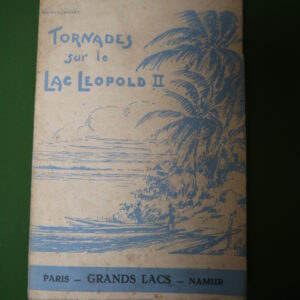 TORNADES
sur le
LAC LEOPOLD II
PARIS – GRANDS LACS – NAMUR